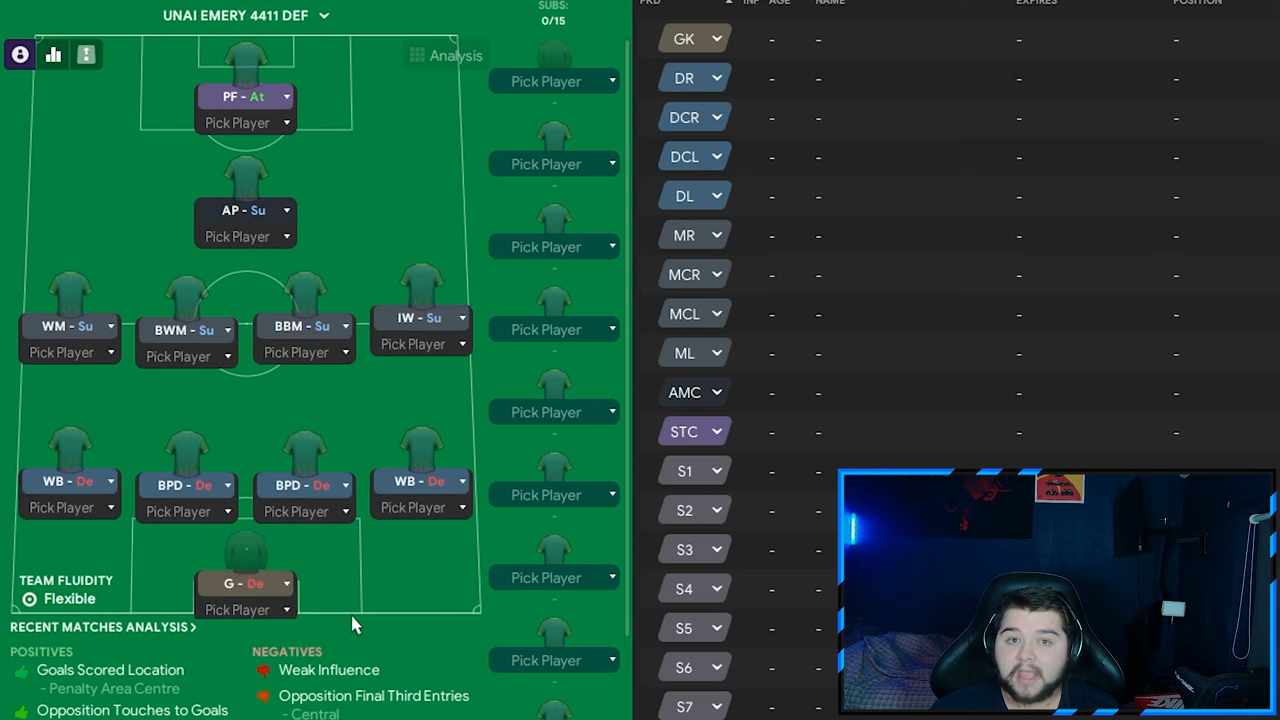 UNAI EMERY 4411 DEF
SUBS:
0/15
Analysis
PF - At
Pick Player
AP - Su
Pick Player
WM - Su
Pick Player
BWM - Su
Pick Player
BBM - Su
Pick Player
IW - Su
Pick Player
WB - De
Pick Player
BPD - De
Pick Player
BPD - De
Pick Player
WB - De
Pick Player
G - De
Pick Player
TEAM FLUIDITY
Flexible
RECENT MATCHES ANALYSIS >
POSITIVES
Goals Scored Location
- Penalty Area Centre
Opposition Touches to Goals
NEGATIVES
Weak Influence
Opposition Final Third Entries
- Central
Pick Player
-
Pick Player
-
Pick Player
-
Pick Player
-
Pick Player
-
Pick Player
-
Pick Player
-
Pick Player
-
PKD INF AGE NAME EXPIRES POSITION
GK - - - -
DR - - - -
DCR - - - -
DCL - - - -
DL - - - -
MR - - - -
MCR - - - -
MCL - - - -
ML - - - -
AMC - - - -
STC - - - -
S1 - - - -
S2 - -
S3 - -
S4 - -
S5 - -
S6 - -
S7 - -